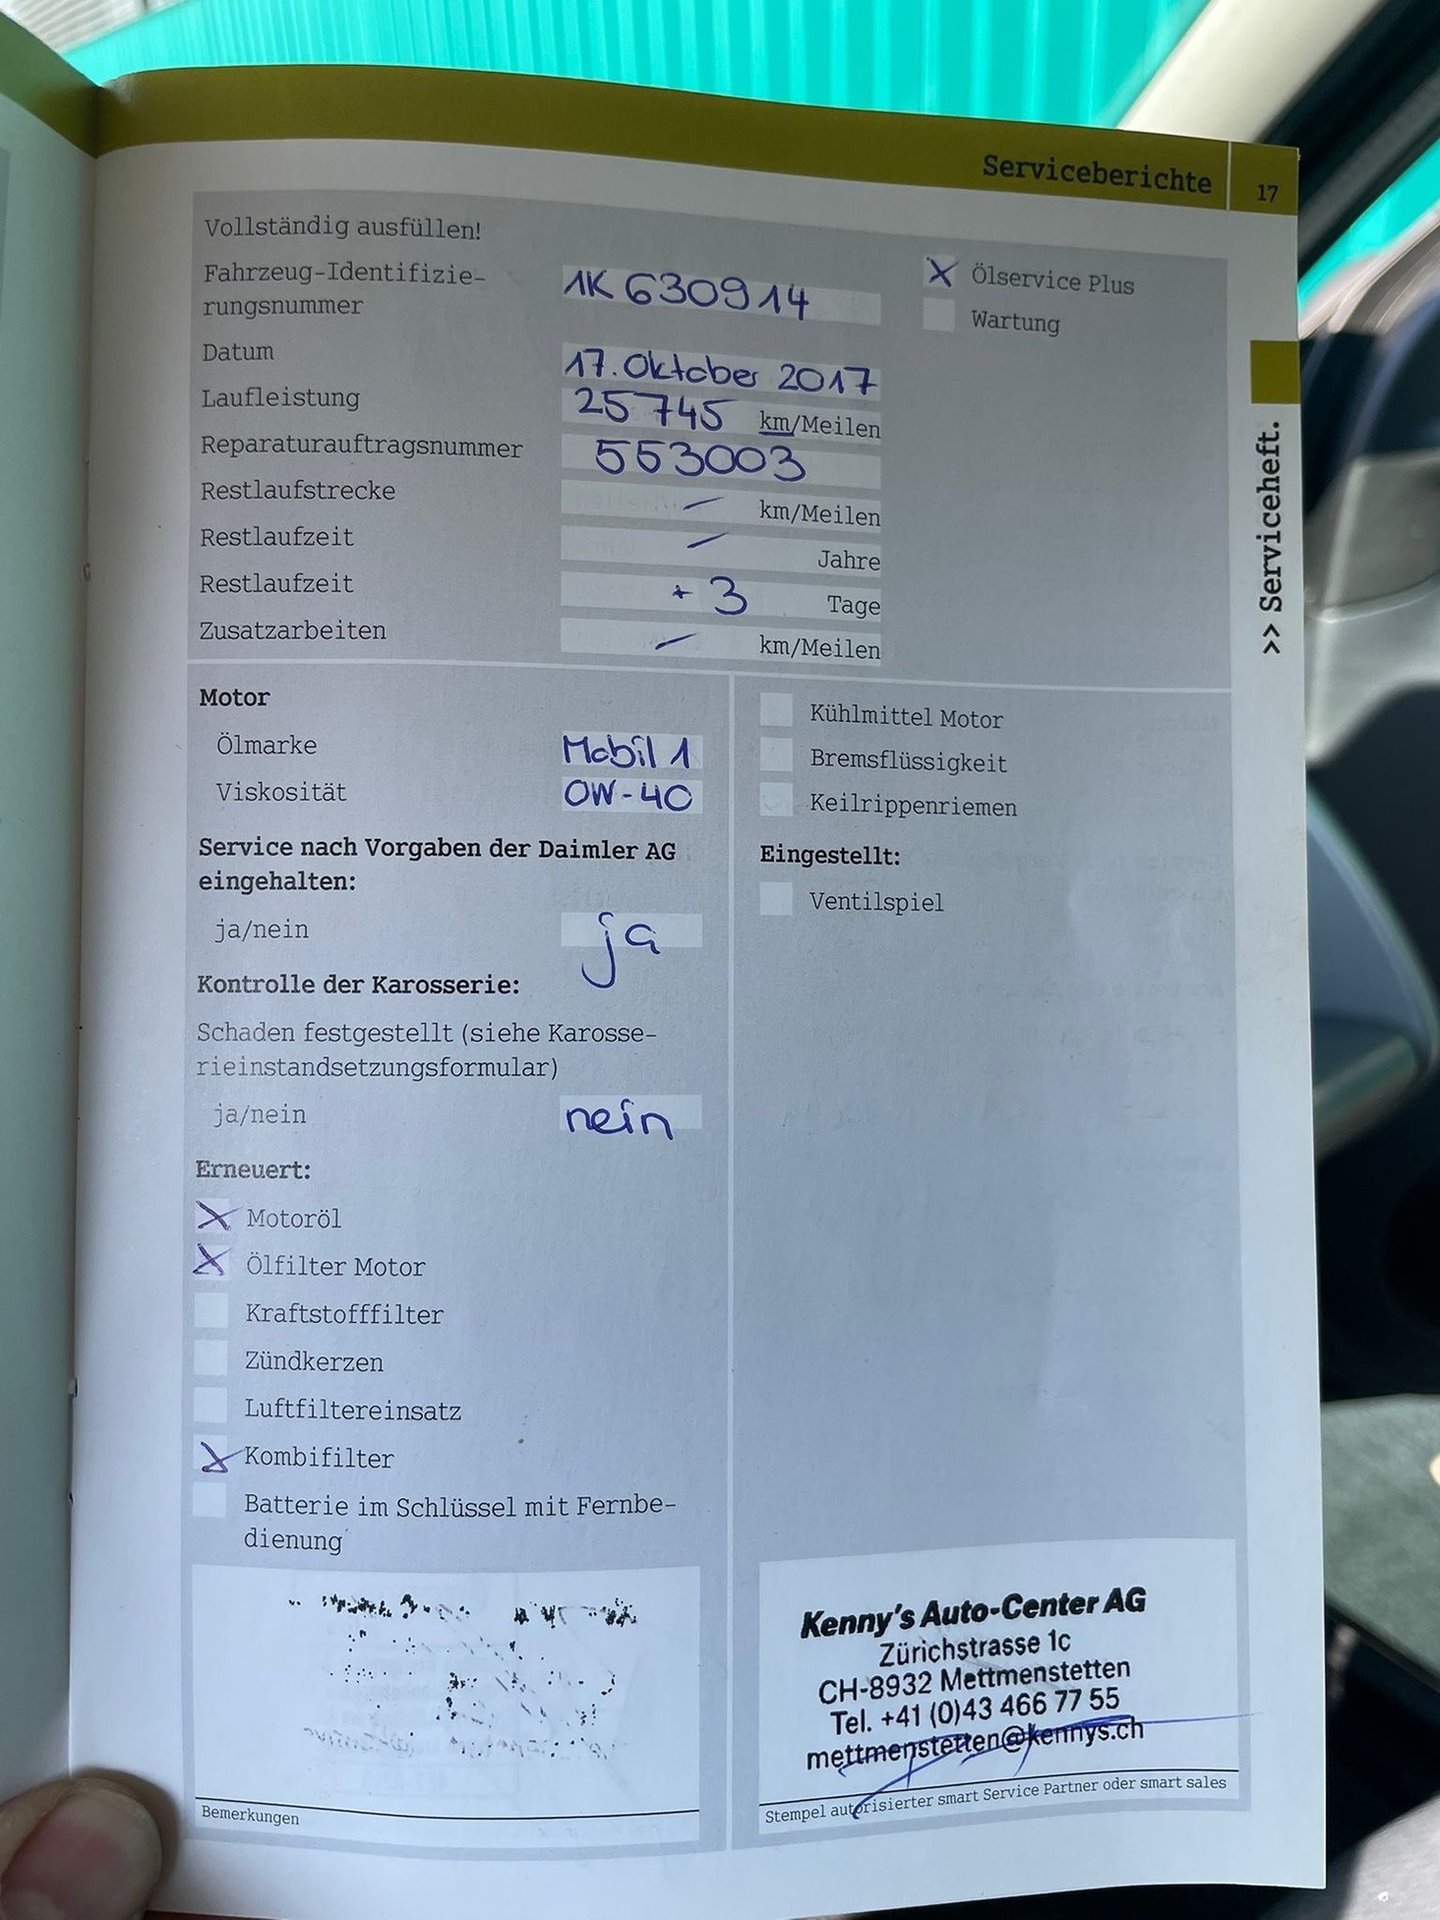 Serviceberichte 17
Vollständig ausfüllen!
Fahrzeug-Identifizie-
rungsnummer 1K 630914
Datum 17. Oktober 2017
Laufleistung 25745 km/Meilen
Reparaturauftragsnummer 553003
Restlaufstrecke – km/Meilen
Restlaufzeit – Jahre
Restlaufzeit + 3 Tage
Zusatzarbeiten – km/Meilen
X Ölservice Plus
Wartung
>> Serviceheft.
Motor
Ölmarke Mobil 1
Viskosität 0W-40
Service nach Vorgaben der Daimler AG
eingehalten:
ja/nein ja
Kontrolle der Karosserie:
Schaden festgestellt (siehe Karosse-
rieinstandsetzungsformular)
ja/nein nein
Erneuert:
X Motoröl
X Ölfilter Motor
Kraftstofffilter
Zündkerzen
Luftfiltereinsatz
X Kombifilter
Batterie im Schlüssel mit Fernbe-
dienung
Bemerkungen
Kühlmittel Motor
Bremsflüssigkeit
Keilrippenriemen
Eingestellt:
Ventilspiel
Kenny's Auto-Center AG
Zürichstrasse 1c
CH-8932 Mettmenstetten
Tel. +41 (0)43 466 77 55
mettmenstetten@kennys.ch
Stempel autorisierter smart Service Partner oder smart sales